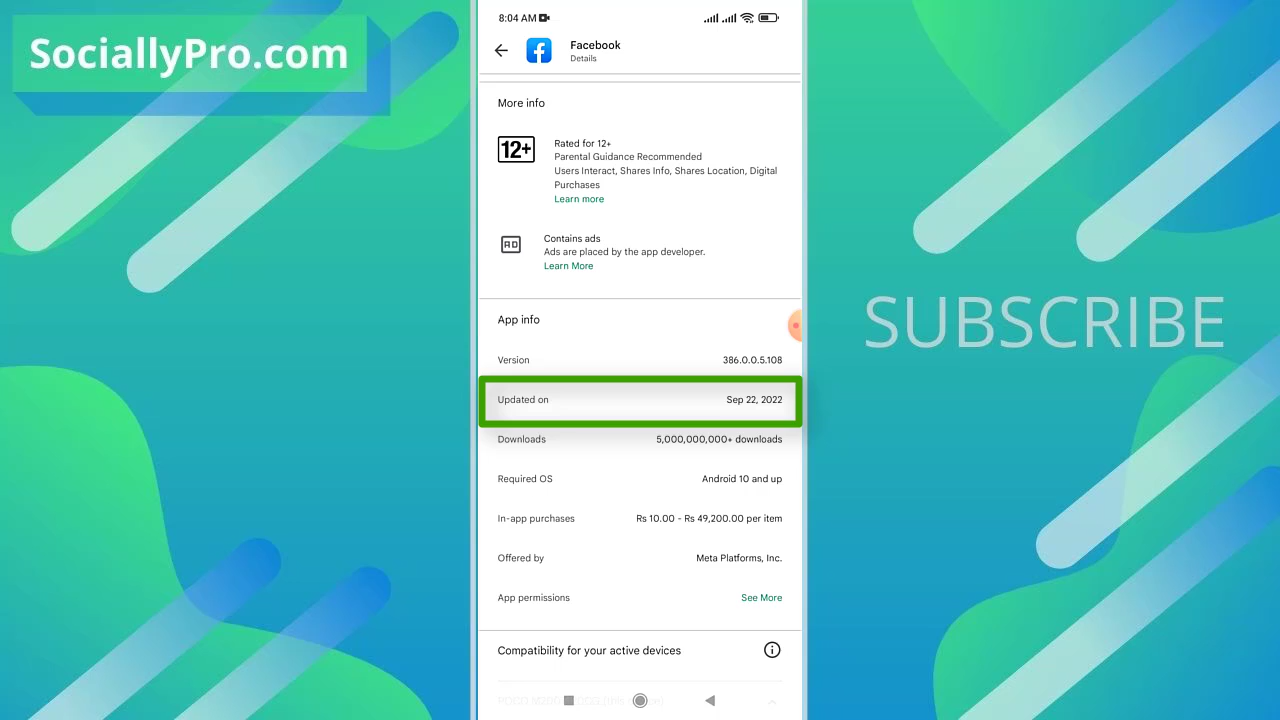 SociallyPro.com
8:04 AM
Facebook
Details
More info
12+
Rated for 12+
Parental Guidance Recommended
Users Interact, Shares Info, Shares Location, Digital
Purchases
Learn more
AD
Contains ads
Ads are placed by the app developer.
Learn More
App info
Version 386.0.0.5.108
Updated on Sep 22, 2022
Downloads 5,000,000,000+ downloads
Required OS Android 10 and up
In-app purchases Rs 10.00 - Rs 49,200.00 per item
Offered by Meta Platforms, Inc.
App permissions See More
Compatibility for your active devices
SUBSCRIBE